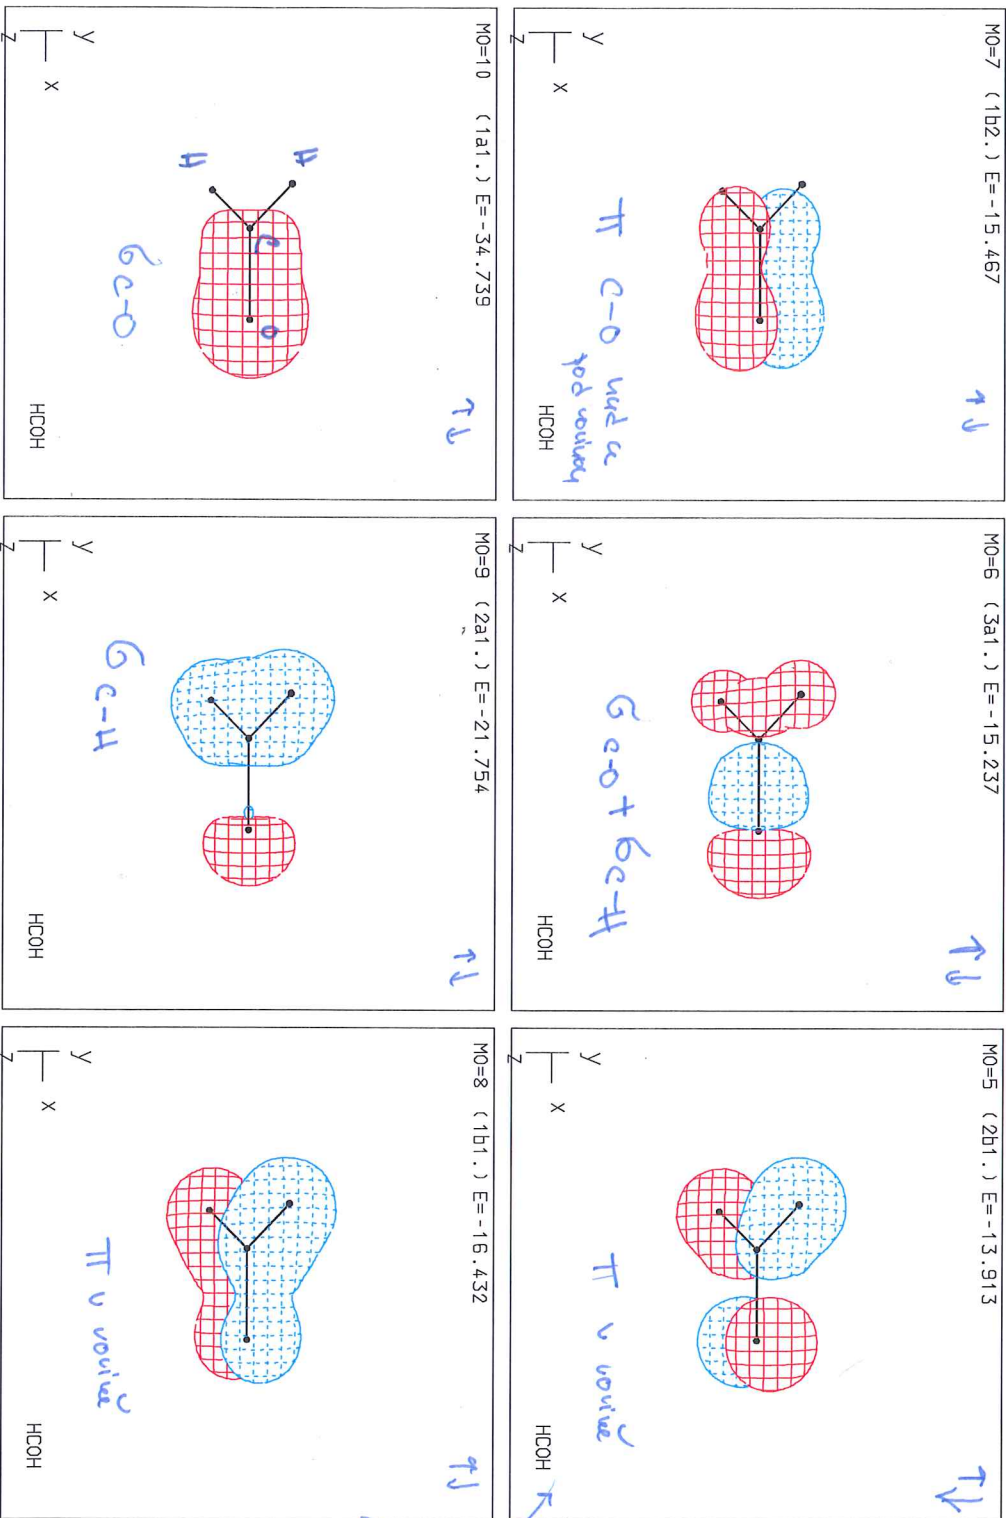 MO=7 (1b2.) E=-15.467
↑↓
π C-O nad a
pod rovinou
y
x
z
HCOH
MO=6 (3a1.) E=-15.237
↑↓
σ C-O + σ C-H
y
x
z
HCOH
MO=5 (2b1.) E=-13.913
↑↓
π v rovině
y
x
z
HCOH
MO=10 (1a1.) E=-34.739
↑↓
H
H
C
O
σ C-O
y
x
z
HCOH
MO=9 (2a1.) E=-21.754
↑↓
σ C-H
y
x
z
HCOH
MO=8 (1b1.) E=-16.432
↑↓
π v rovině
y
x
z
HCOH